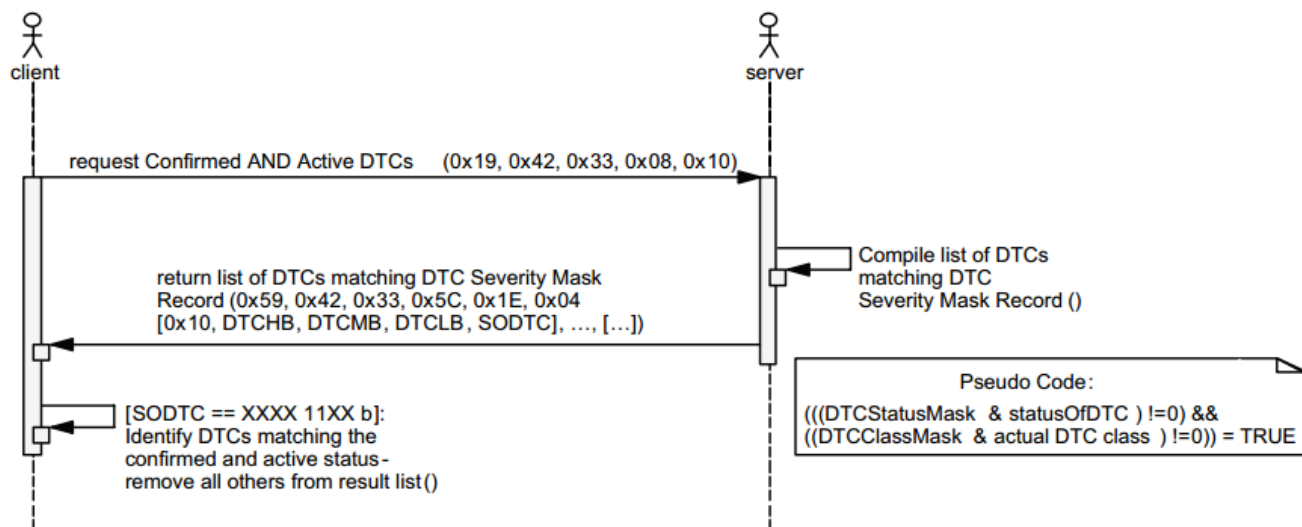 client
server
request Confirmed AND Active DTCs (0x19, 0x42, 0x33, 0x08, 0x10)
Compile list of DTCs
matching DTC
Severity Mask Record ()
return list of DTCs matching DTC Severity Mask
Record (0x59, 0x42, 0x33, 0x5C, 0x1E, 0x04
[0x10, DTCHB, DTCMB, DTCLB, SODTC], …, […])
Pseudo Code:
(((DTCStatusMask & statusOfDTC ) !=0) &&
((DTCClassMask & actual DTC class ) !=0)) = TRUE
[SODTC == XXXX 11XX b]:
Identify DTCs matching the
confirmed and active status-
remove all others from result list()